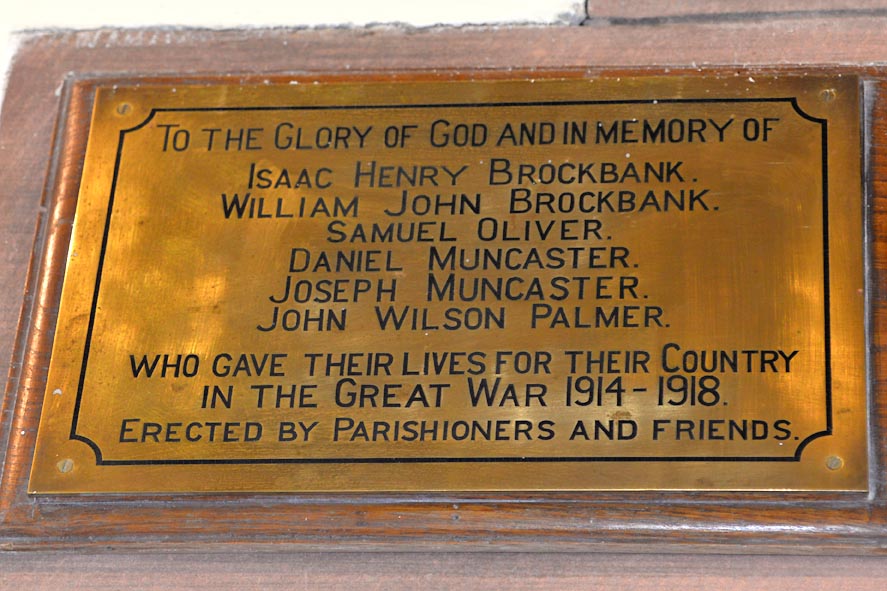 To the Glory of God and in memory of
Isaac Henry Brockbank.
William John Brockbank.
Samuel Oliver.
Daniel Muncaster.
Joseph Muncaster.
John Wilson Palmer.
who gave their lives for their Country
in the Great War 1914-1918.
Erected by Parishioners and friends.